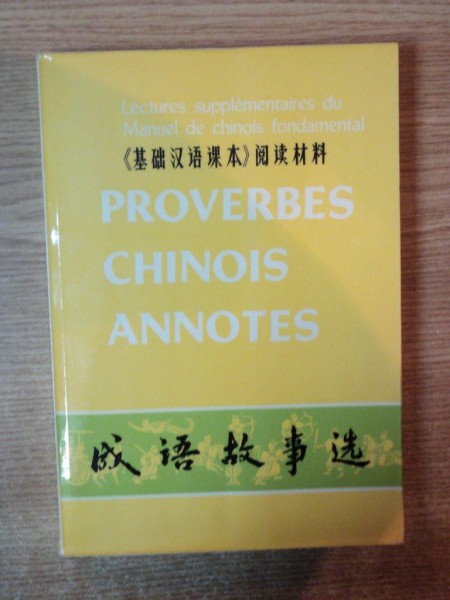 Lectures supplémentaires du
Manuel de chinois fondamental
《基础汉语课本》阅读材料
PROVERBES
CHINOIS
ANNOTES
成语故事选